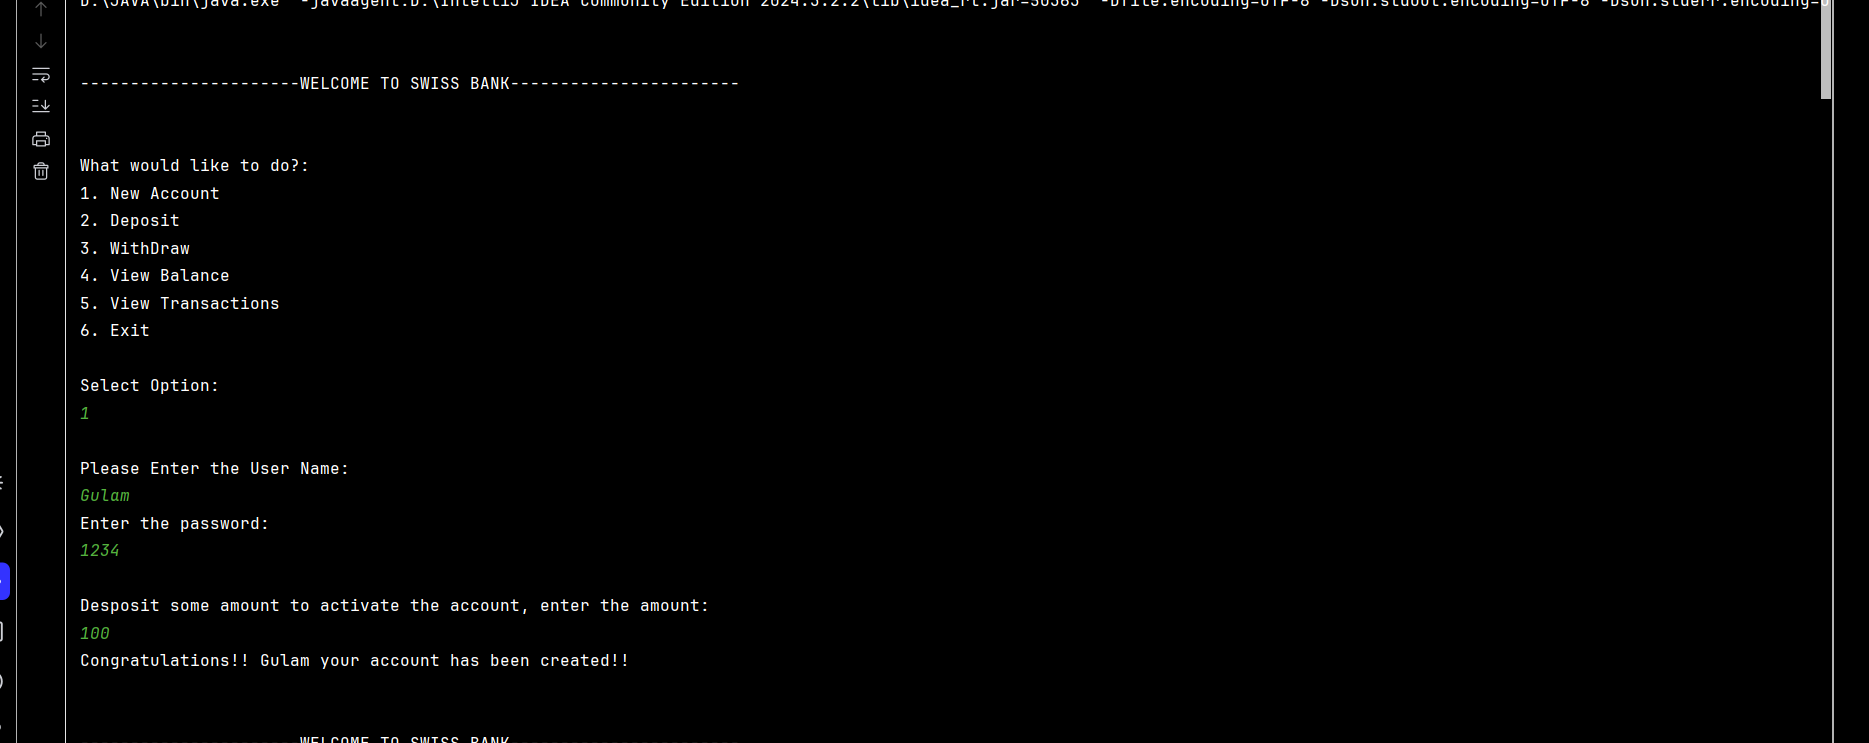 D:\JAVA\bin\java.exe "-javaagent:D:\IntelliJ IDEA Community Edition 2024.3.2.2\lib\idea_rt.jar=50385" -Dfile.encoding=UTF-8 -Dsun.stdout.encoding=UTF-8 -Dsun.stderr.encoding=U
----------------------WELCOME TO SWISS BANK-----------------------
What would like to do?:
1. New Account
2. Deposit
3. WithDraw
4. View Balance
5. View Transactions
6. Exit
Select Option:
1
Please Enter the User Name:
Gulam
Enter the password:
1234
Desposit some amount to activate the account, enter the amount:
100
Congratulations!! Gulam your account has been created!!
----------------------WELCOME TO SWISS BANK-----------------------